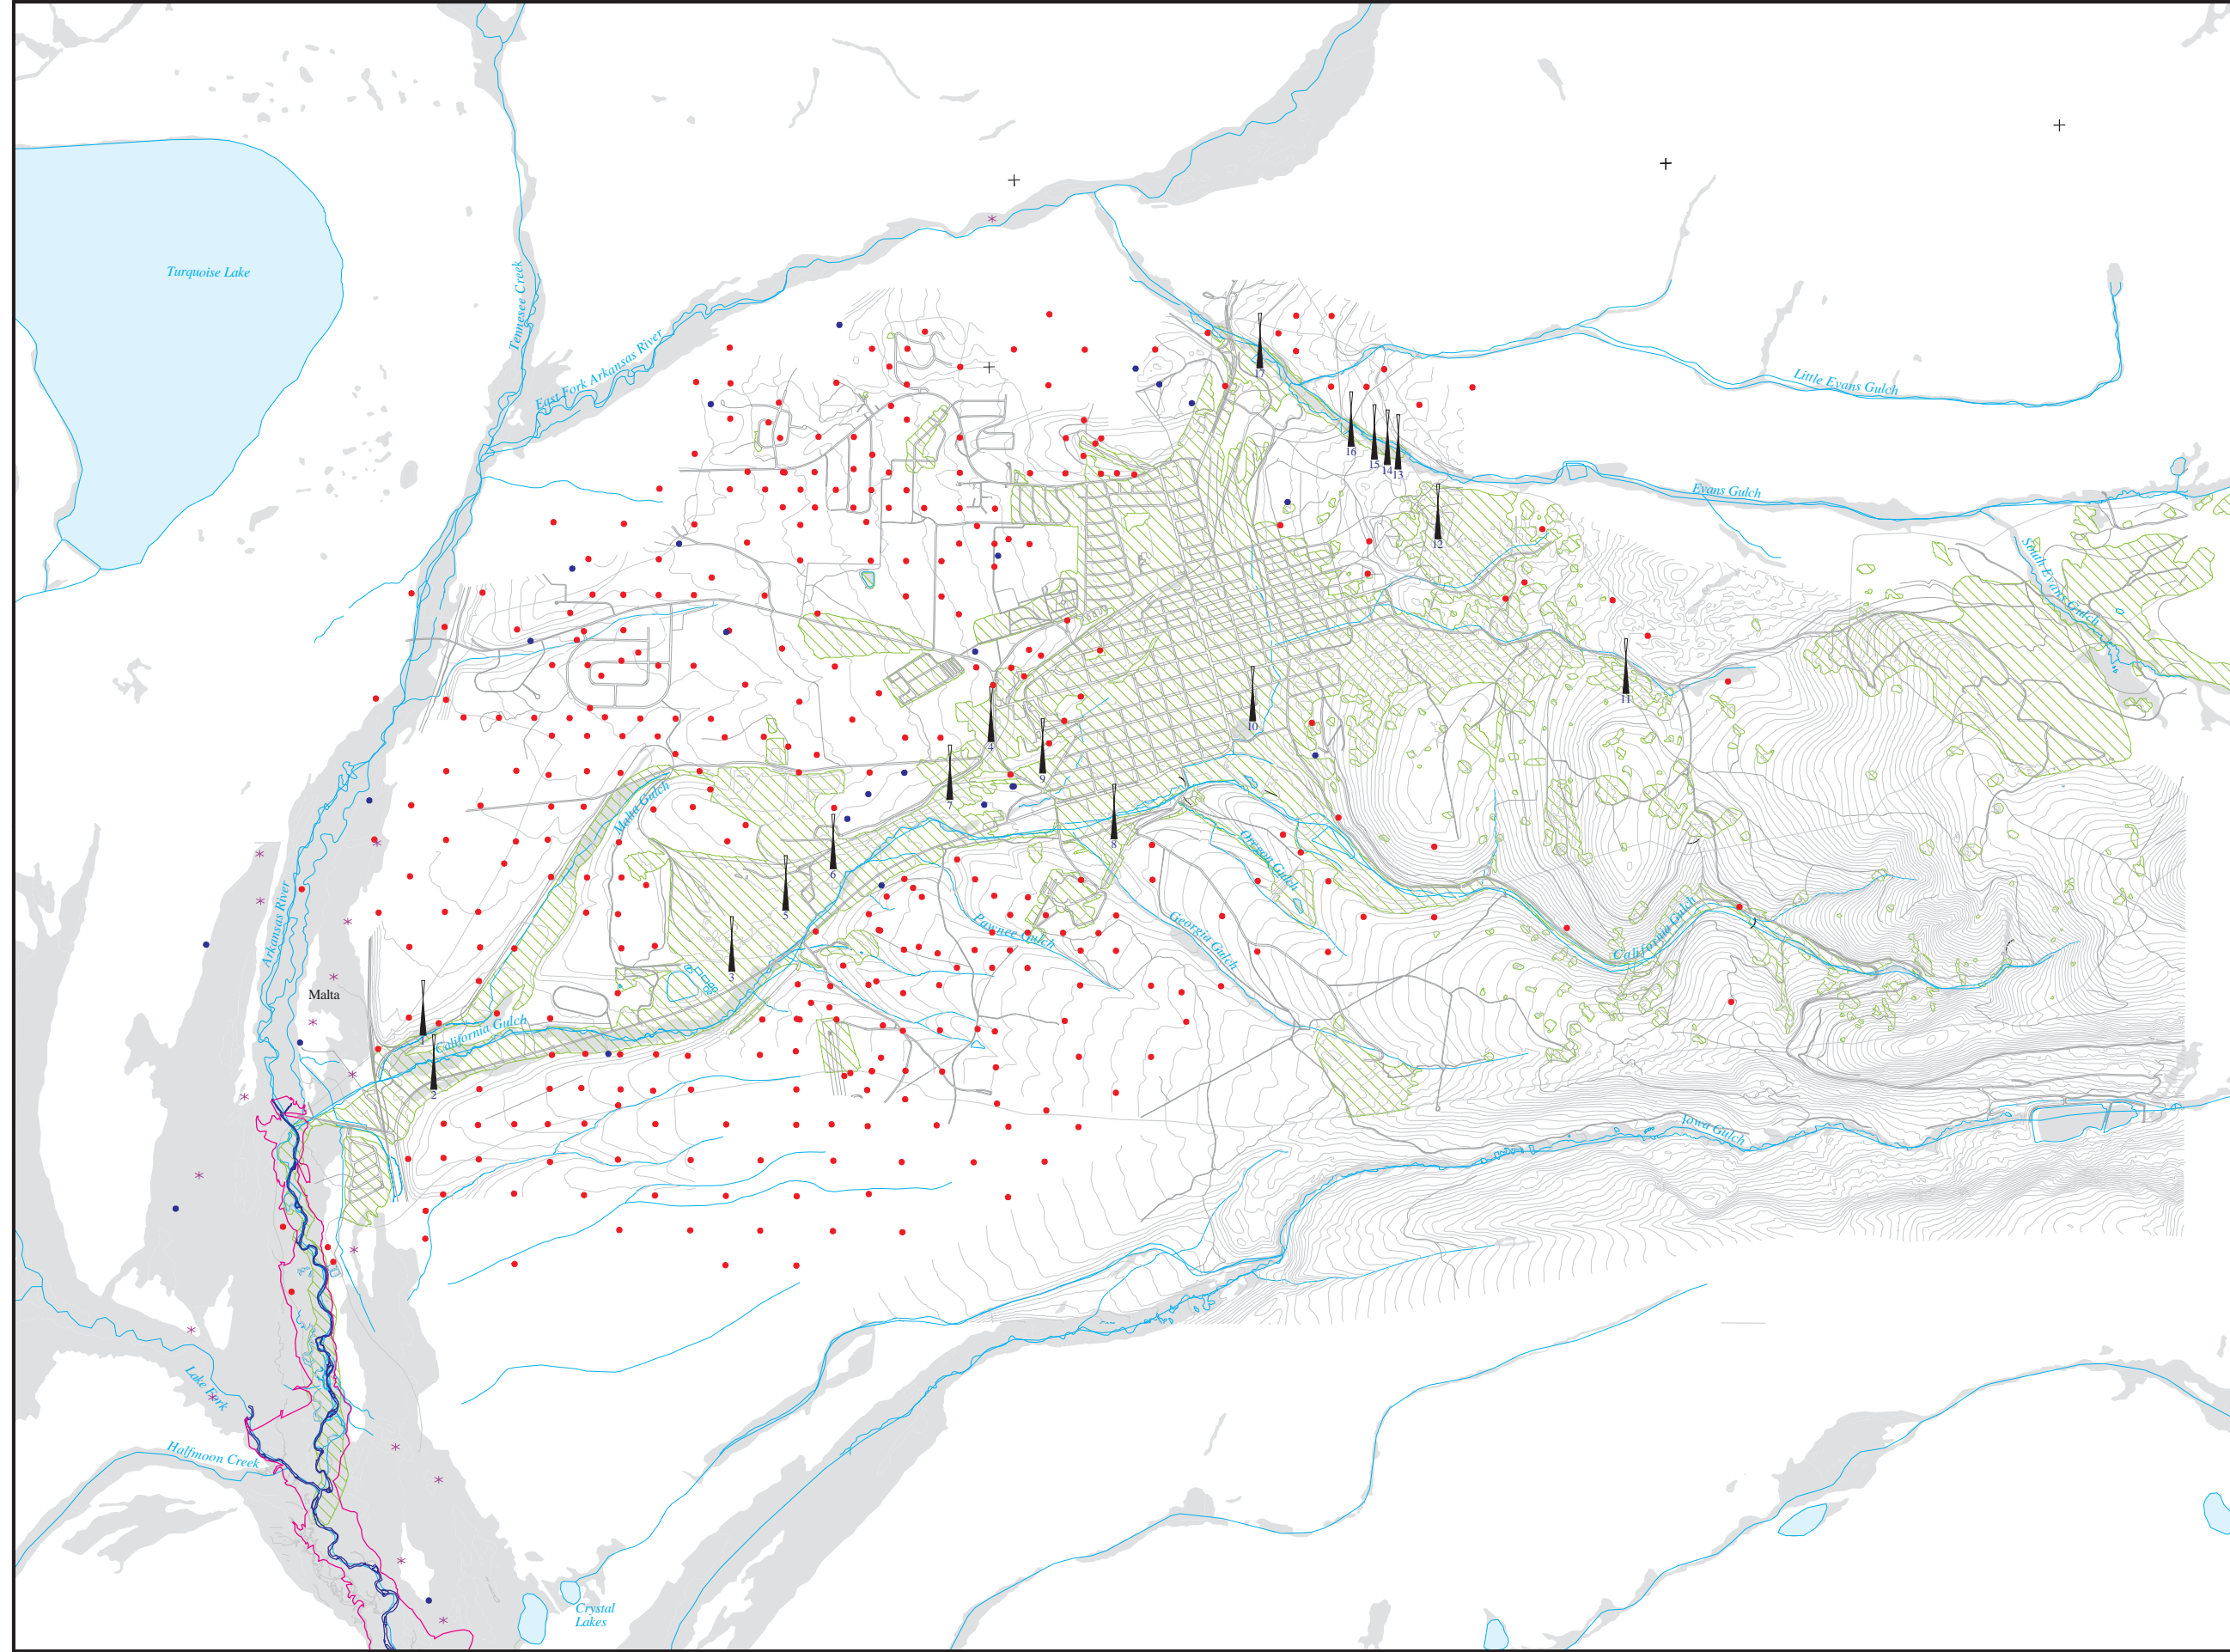 Turquoise Lake
Tennesee Creek
East Fork Arkansas River
Little Evans Gulch
17
16
15
14
13
Evans Gulch
12
South Evans Gulch
11
10
4
9
7
8
6
5
3
Malta Gulch
Oregon Gulch
Arkansas River
Pawnee Gulch
Georgia Gulch
California Gulch
Malta
1
California Gulch
2
Iowa Gulch
Lake Fork
Halfmoon Creek
Crystal
Lakes